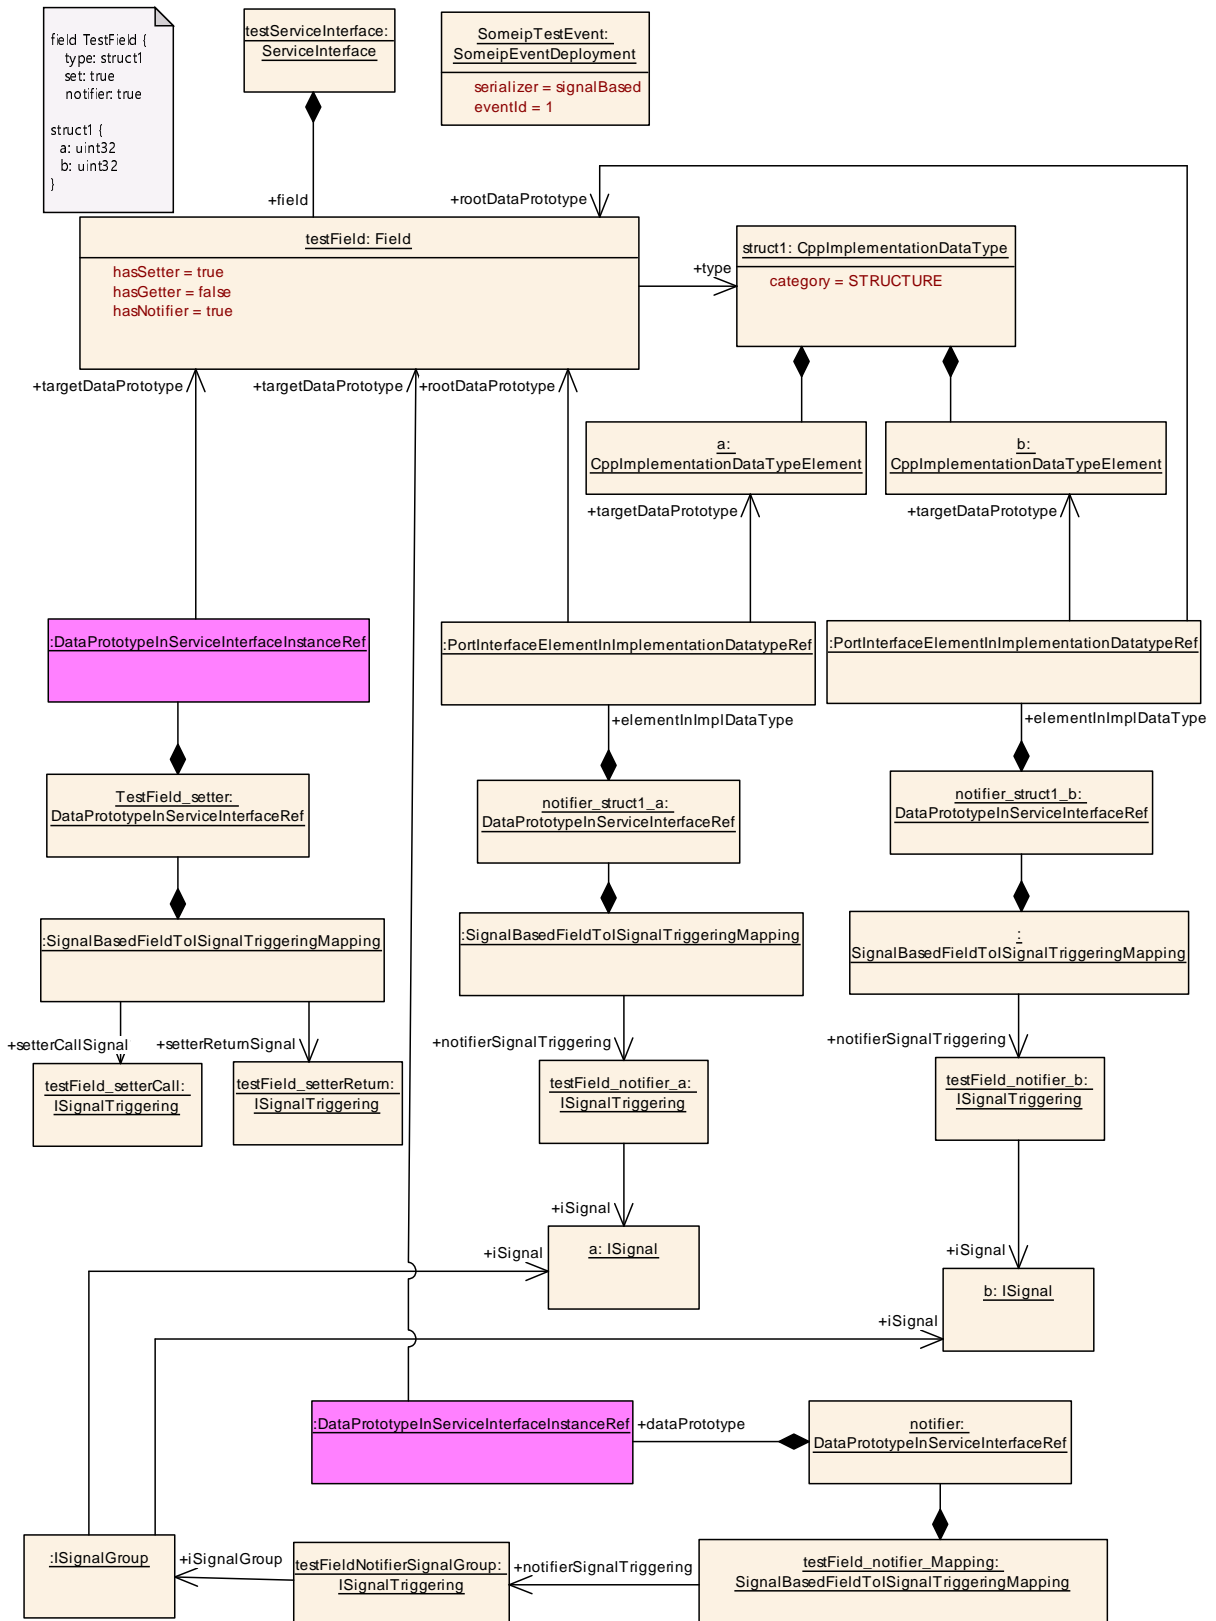 field TestField {
type: struct1
set: true
notifier: true
struct1 {
a: uint32
b: uint32
}
testServiceInterface:
ServiceInterface
SomeipTestEvent:
SomeipEventDeployment
serializer = signalBased
eventId = 1
+field
+rootDataPrototype
testField: Field
hasSetter = true
hasGetter = false
hasNotifier = true
+type
struct1: CppImplementationDataType
category = STRUCTURE
+targetDataPrototype
+targetDataPrototype
+rootDataPrototype
a:
CppImplementationDataTypeElement
b:
CppImplementationDataTypeElement
+targetDataPrototype
+targetDataPrototype
:DataPrototypeInServiceInterfaceInstanceRef
:PortInterfaceElementInImplementationDatatypeRef
:PortInterfaceElementInImplementationDatatypeRef
+elementInImplDataType
+elementInImplDataType
TestField_setter:
DataPrototypeInServiceInterfaceRef
notifier_struct1_a:
DataPrototypeInServiceInterfaceRef
notifier_struct1_b:
DataPrototypeInServiceInterfaceRef
:SignalBasedFieldToISignalTriggeringMapping
:SignalBasedFieldToISignalTriggeringMapping
:
SignalBasedFieldToISignalTriggeringMapping
+setterCallSignal
+setterReturnSignal
+notifierSignalTriggering
+notifierSignalTriggering
testField_setterCall:
ISignalTriggering
testField_setterReturn:
ISignalTriggering
testField_notifier_a:
ISignalTriggering
testField_notifier_b:
ISignalTriggering
+iSignal
+iSignal
a: ISignal
+iSignal
b: ISignal
+iSignal
:DataPrototypeInServiceInterfaceInstanceRef
+dataPrototype
notifier:
DataPrototypeInServiceInterfaceRef
:ISignalGroup
+iSignalGroup
testFieldNotifierSignalGroup:
ISignalTriggering
+notifierSignalTriggering
testField_notifier_Mapping:
SignalBasedFieldToISignalTriggeringMapping